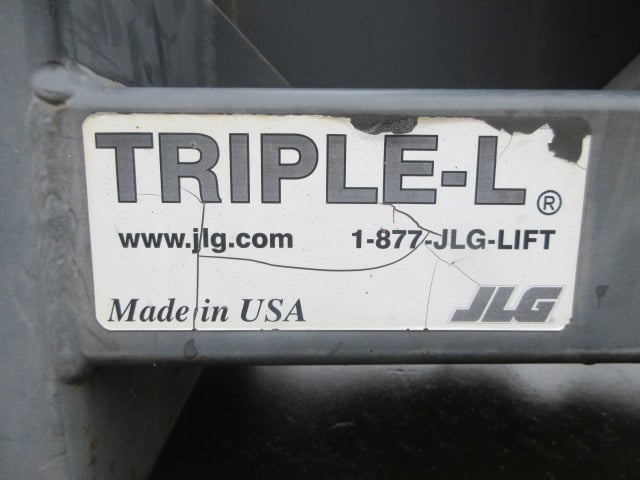 TRIPLE-L®
www.jlg.com 1-877-JLG-LIFT
Made in USA JLG